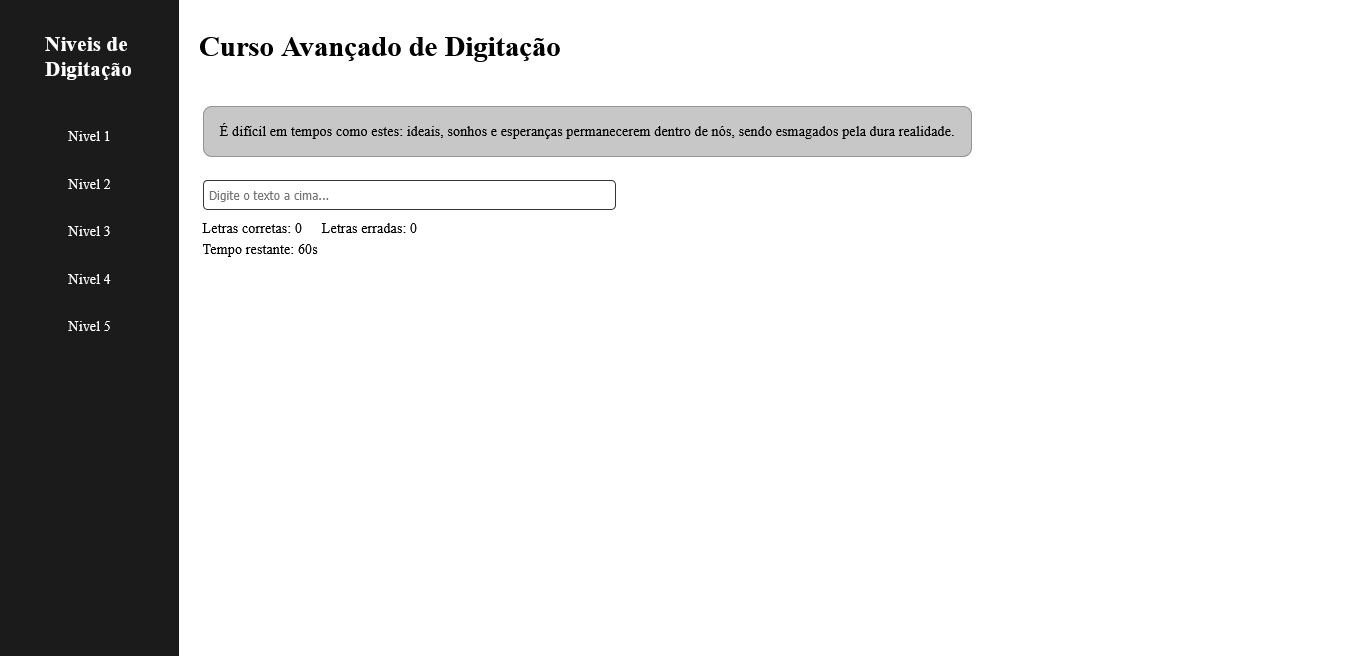 Niveis de
Digitação
Nivel 1
Nivel 2
Nivel 3
Nivel 4
Nivel 5
Curso Avançado de Digitação
É difícil em tempos como estes: ideais, sonhos e esperanças permanecerem dentro de nós, sendo esmagados pela dura realidade.
Digite o texto a cima...
Letras corretas: 0 Letras erradas: 0
Tempo restante: 60s